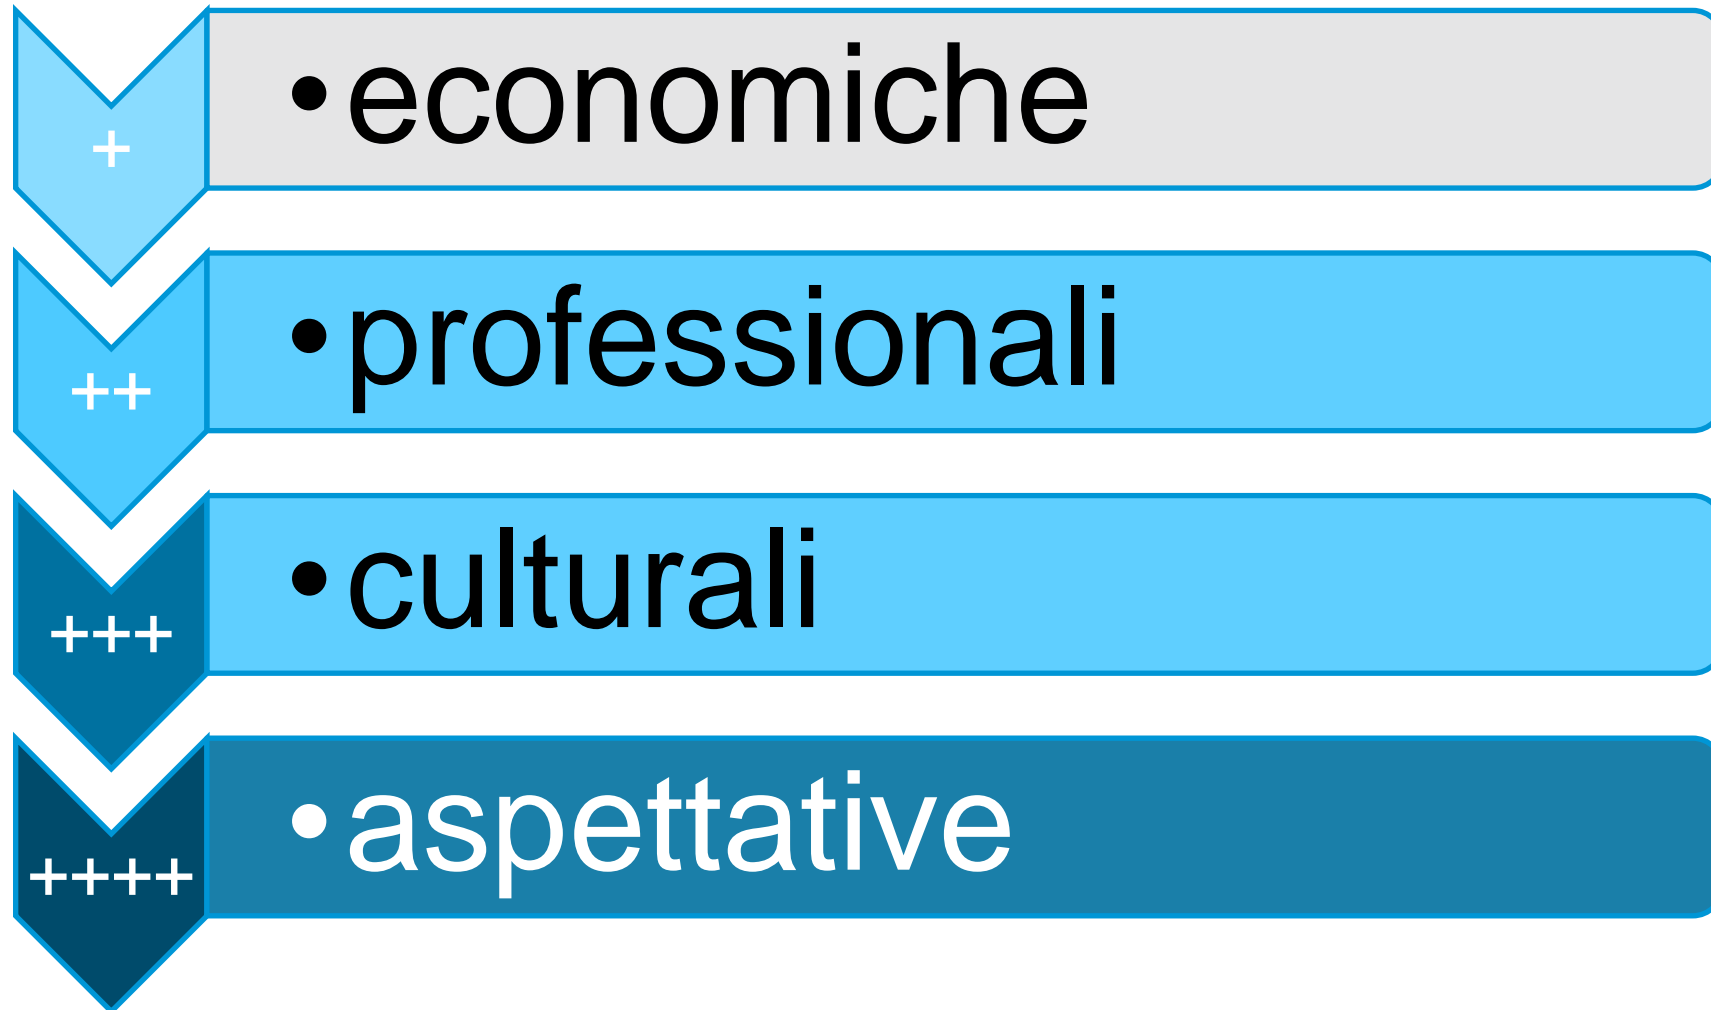 +
•economiche
++
•professionali
+++
•culturali
++++
•aspettative